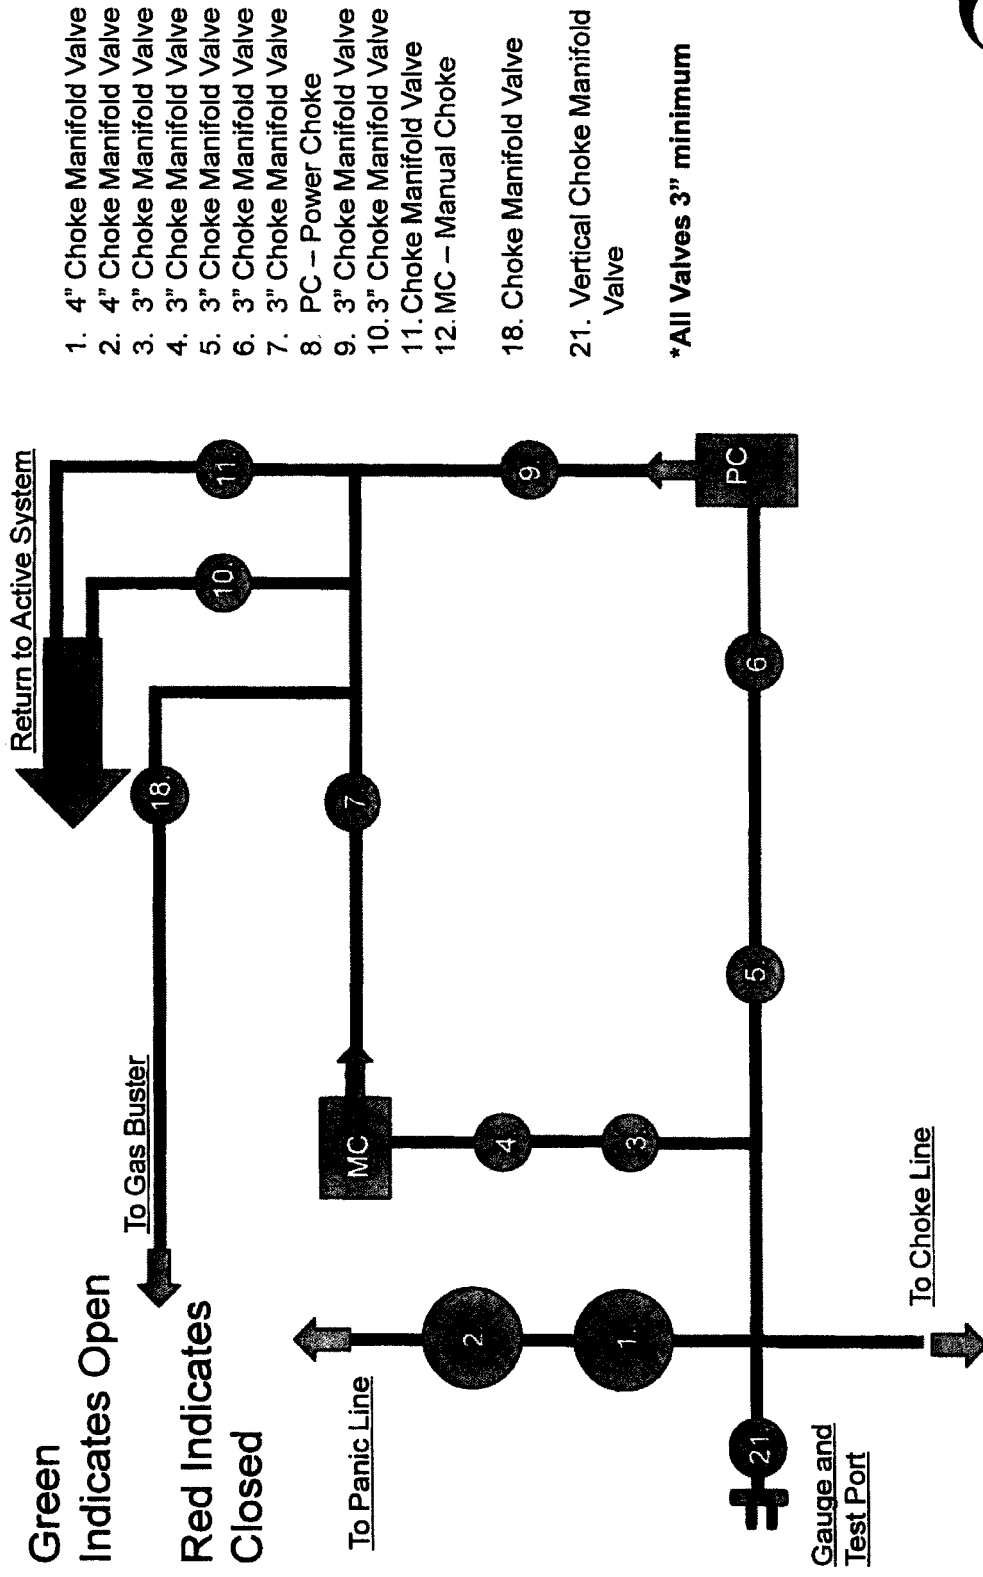 Green
Indicates Open
Red Indicates
Closed
To Panic Line
To Gas Buster
Return to Active System
To Choke Line
Gauge and
Test Port
MC
PC
1.
2.
3.
4.
5.
6
7
9.
10.
11.
18.
21
1. 4" Choke Manifold Valve
2. 4" Choke Manifold Valve
3. 3" Choke Manifold Valve
4. 3" Choke Manifold Valve
5. 3" Choke Manifold Valve
6. 3" Choke Manifold Valve
7. 3" Choke Manifold Valve
8. PC – Power Choke
9. 3" Choke Manifold Valve
10. 3" Choke Manifold Valve
11. Choke Manifold Valve
12. MC – Manual Choke
18. Choke Manifold Valve
21. Vertical Choke Manifold
Valve
*All Valves 3" minimum